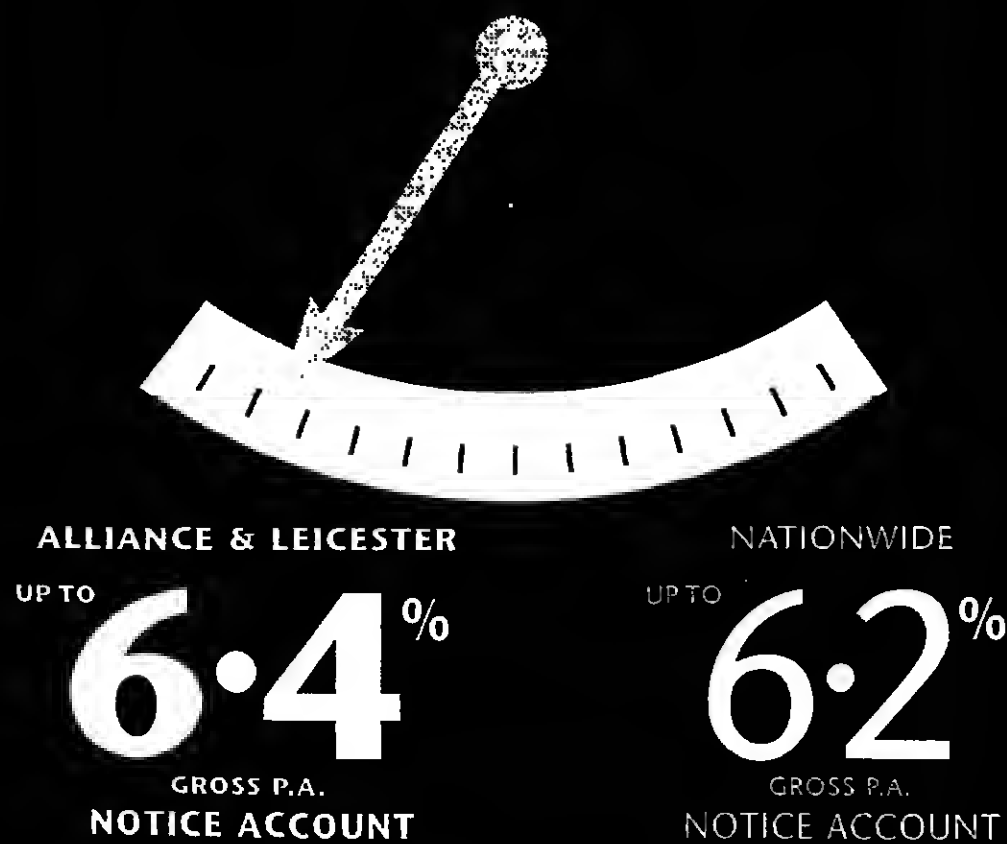 ALLIANCE & LEICESTER
UP TO
6·4%
GROSS P.A.
NOTICE ACCOUNT
NATIONWIDE
UP TO
6·2%
GROSS P.A.
NOTICE ACCOUNT